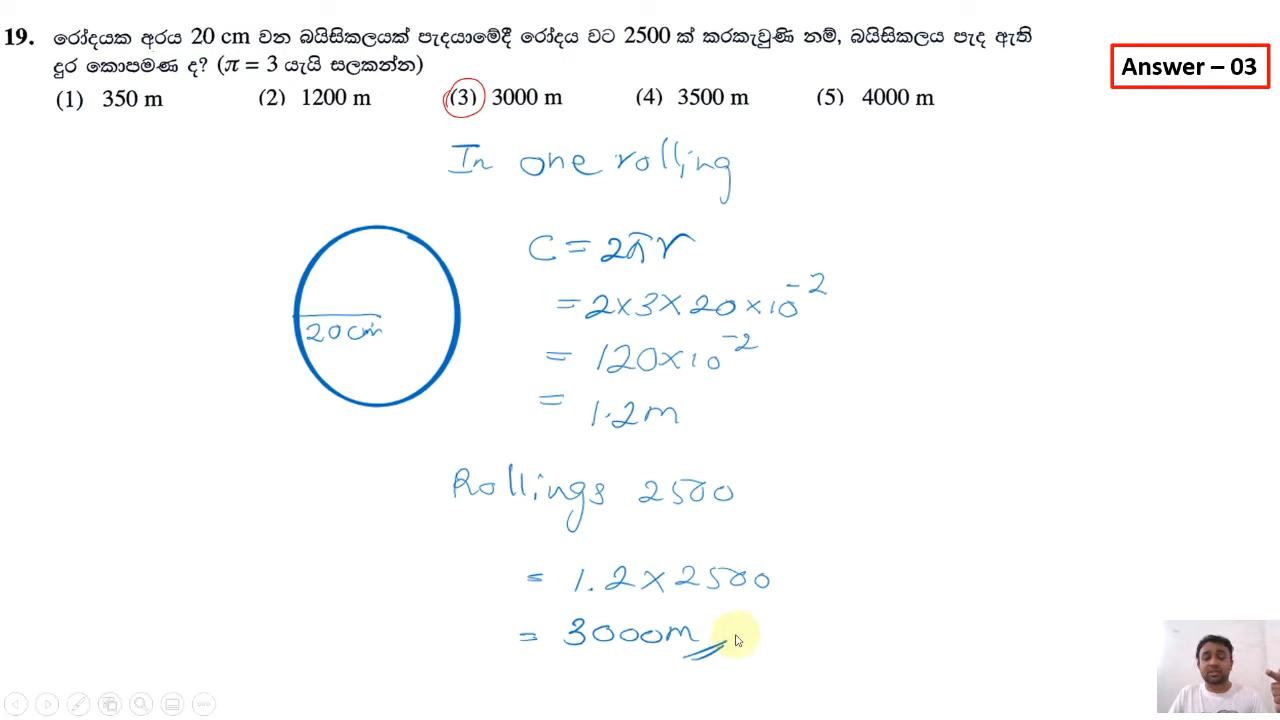 19. රෝදයක අරය 20 cm වන බයිසිකලයක් පැදයාමේදී රෝදය වට 2500 ක් කරකැවුණි නම්, බයිසිකලය පැද ඇති
දුර කොපමණ ද? (π = 3 යැයි සලකන්න)
(1) 350 m (2) 1200 m (3) 3000 m (4) 3500 m (5) 4000 m
Answer – 03
In one rolling
C = 2πr
= 2×3×20×10⁻²
20cm
= 120×10⁻²
= 1.2m
Rollings 2500
= 1.2×2500
= 3000m